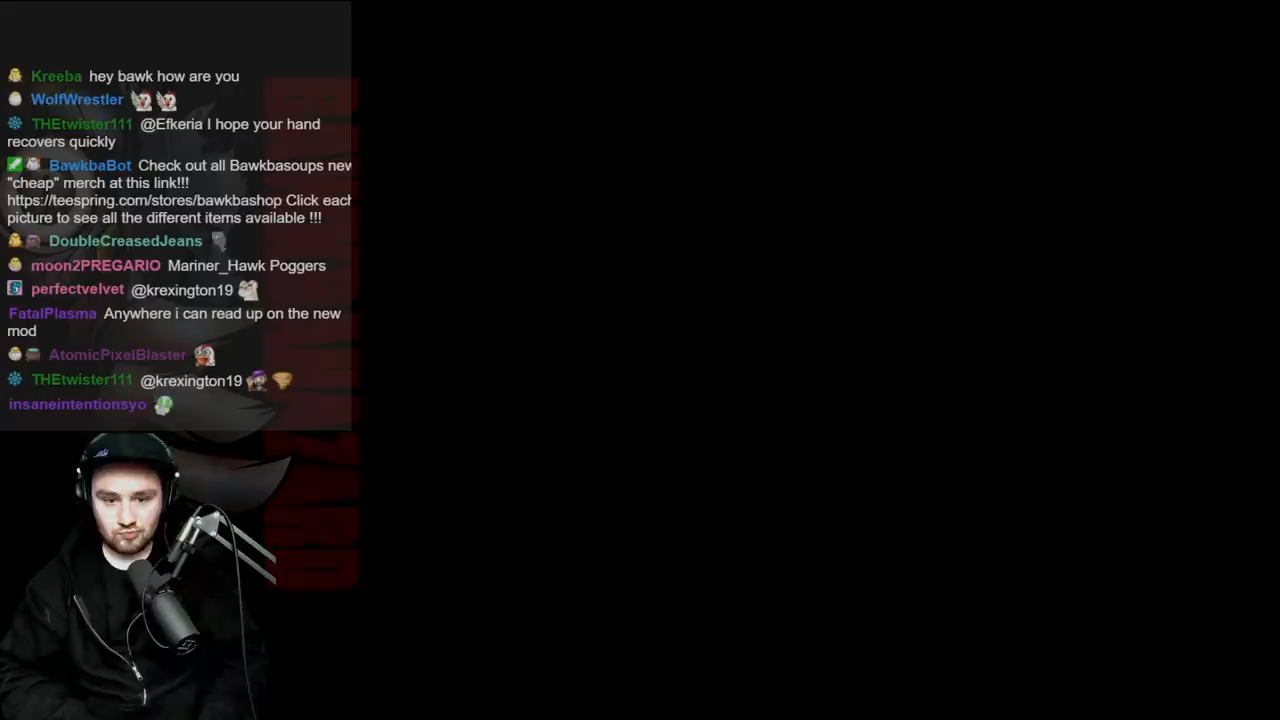 Kreeba hey bawk how are you
WolfWrestler
THEtwister111 @Efkeria I hope your hand
recovers quickly
BawkbaBot Check out all Bawkbasoups new
"cheap" merch at this link!!!
https://teespring.com/stores/bawkbashop Click each
picture to see all the different items available !!!
DoubleCreasedJeans
moon2PREGARIO Mariner_Hawk Poggers
perfectvelvet @krexington19
FatalPlasma Anywhere i can read up on the new
mod
AtomicPixelBlaster
THEtwister111 @krexington19
insaneintentionsyo